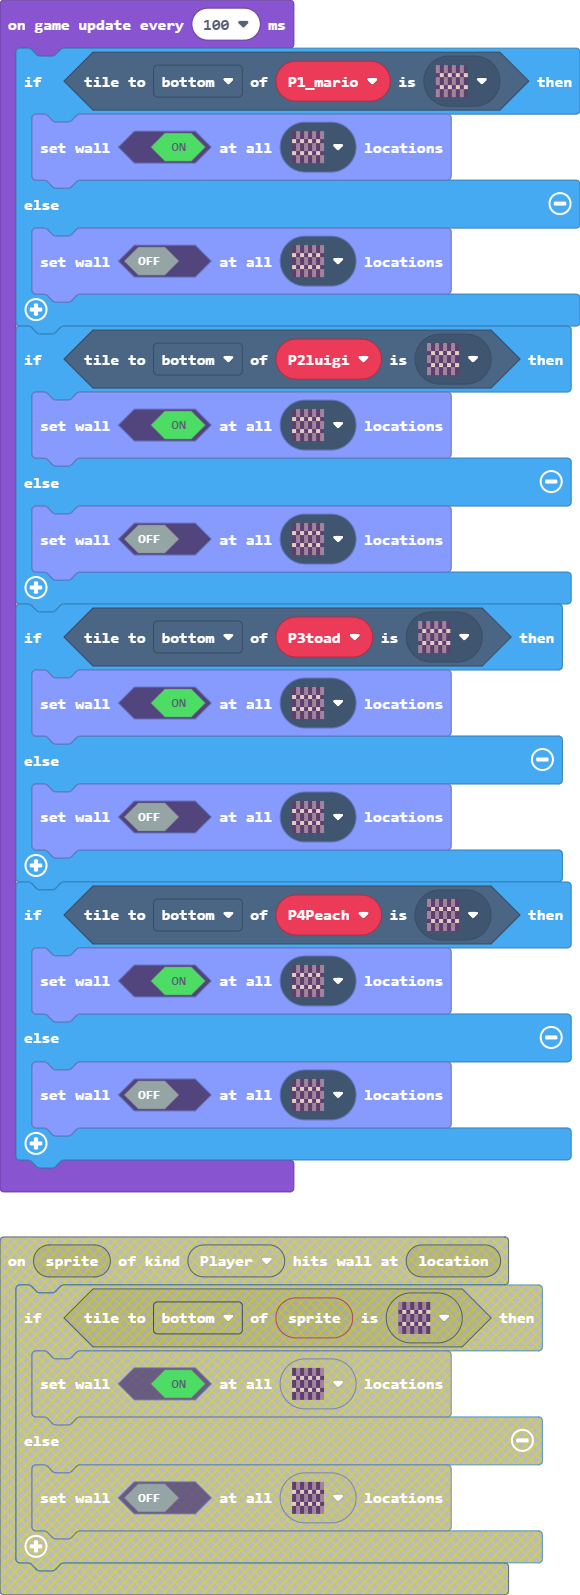 on game update every 100 ms
if tile to bottom of P1_mario is then
set wall ON at all locations
else
set wall OFF at all locations
if tile to bottom of P2luigi is then
set wall ON at all locations
else
set wall OFF at all locations
if tile to bottom of P3toad is then
set wall ON at all locations
else
set wall OFF at all locations
if tile to bottom of P4Peach is then
set wall ON at all locations
else
set wall OFF at all locations
on sprite of kind Player hits wall at location
if tile to bottom of sprite is then
set wall ON at all locations
else
set wall OFF at all locations